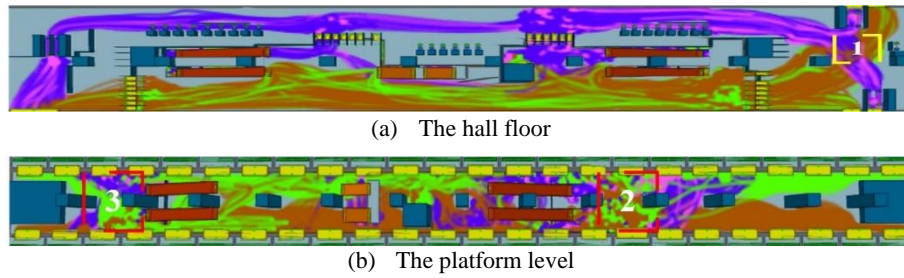 1
(a) The hall floor
3 2
(b) The platform level